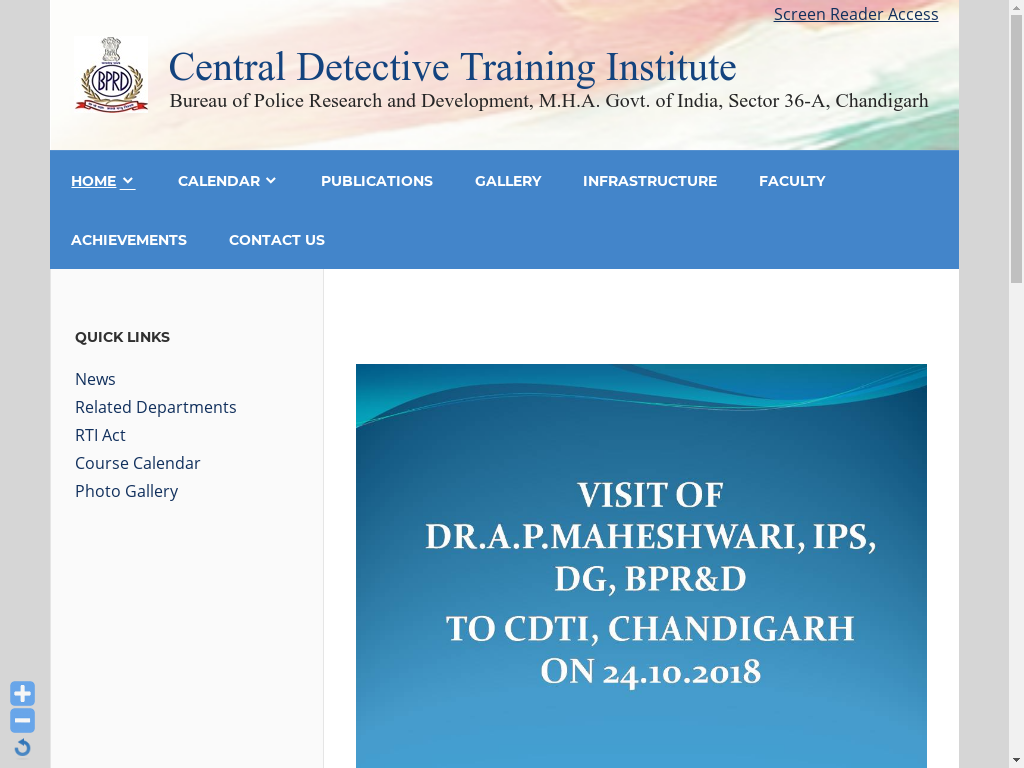 Screen Reader Access
BPRD
Central Detective Training Institute
Bureau of Police Research and Development, M.H.A. Govt. of India, Sector 36-A, Chandigarh
HOME
CALENDAR
PUBLICATIONS
GALLERY
INFRASTRUCTURE
FACULTY
ACHIEVEMENTS
CONTACT US
QUICK LINKS
News
Related Departments
RTI Act
Course Calendar
Photo Gallery
VISIT OF
DR.A.P.MAHESHWARI, IPS,
DG, BPR&D
TO CDTI, CHANDIGARH
ON 24.10.2018